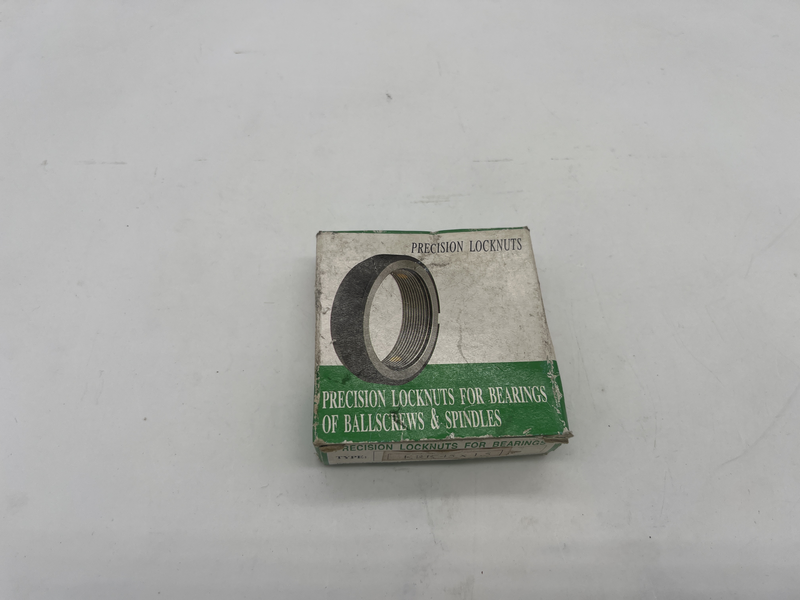 PRECISION LOCKNUTS
PRECISION LOCKNUTS FOR BEARINGS
OF BALLSCREWS & SPINDLES
PRECISION LOCKNUTS FOR BEARINGS
TYPE: